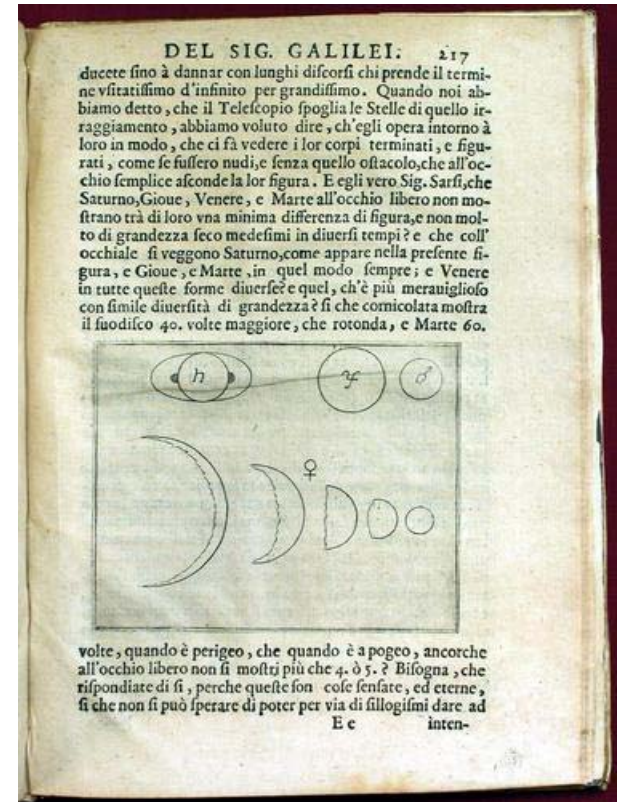 DEL SIG. GALILEI. 217
ducete ſino à dannar con lunghi diſcorſi chi prende il termi-
ne vſitatiſſimo d'infinito per grandiſſimo. Quando noi ab-
biamo detto, che il Teleſcopio ſpoglia le Stelle di quello ir-
raggiamento, abbiamo voluto dire, ch'egli opera intorno à
loro in modo, che ci fà vedere i lor corpi terminati, e figu-
rati, come ſe fuſſero nudi, e ſenza quello oſtacolo, che all'oc-
chio ſemplice aſconde la lor figura. E egli vero Sig. Sarſi, che
Saturno, Gioue, Venere, e Marte all'occhio libero non mo-
ſtrano trà di loro vna minima differenza di figura, e non mol-
to di grandezza ſeco medeſimi in diuerſi tempi? e che coll'
occhiale ſi veggono Saturno, come appare nella preſente fi-
gura, e Gioue, e Marte, in quel modo ſempre; e Venere
in tutte queſte forme diuerſe? e quel, ch'è più merauiglioſo
con ſimile diuerſità di grandezza? ſi che cornicolata moſtra
il ſuo diſco 40. volte maggiore, che rotonda, e Marte 60.
♄ ♃ ♂
♀
volte, quando è perigeo, che quando è apogeo, ancorche
all'occhio libero non ſi moſtri più che 4. ò 5.? Biſogna, che
riſpondiate di ſi, perche queſte ſon coſe ſenſate, ed eterne,
ſi che non ſi può ſperare di poter per via di ſillogiſmi dare ad
E e inten-